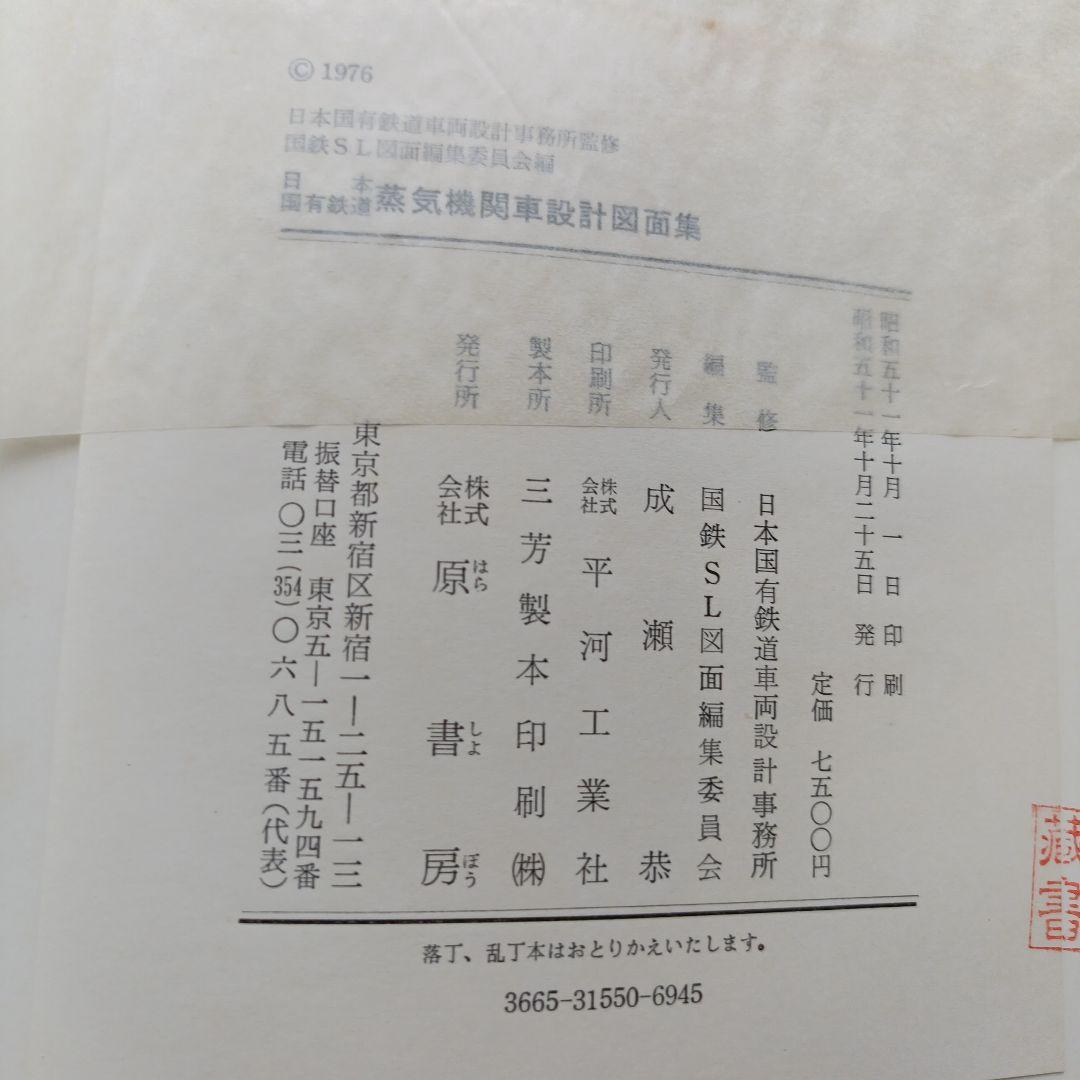 © 1976
日本国有鉄道車両設計事務所監修
国鉄SL図面編集委員会編
日本国有鉄道蒸気機関車設計図面集
昭和五十一年十月一日印刷
昭和五十一年十月二十五日発行
定価 七五〇〇円
監修 日本国有鉄道車両設計事務所
編集 国鉄SL図面編集委員会
発行人 成瀬恭
印刷所 株式会社平河工業社
製本所 三芳製本印刷㈱
発行所 株式会社原書房
はら しよ ぼう
東京都新宿区新宿一―二五―一三
振替口座 東京五―一五一五九四番
電話〇三(354)〇六八五番(代表)
落丁、乱丁本はおとりかえいたします。
3665-31550-6945
蔵書